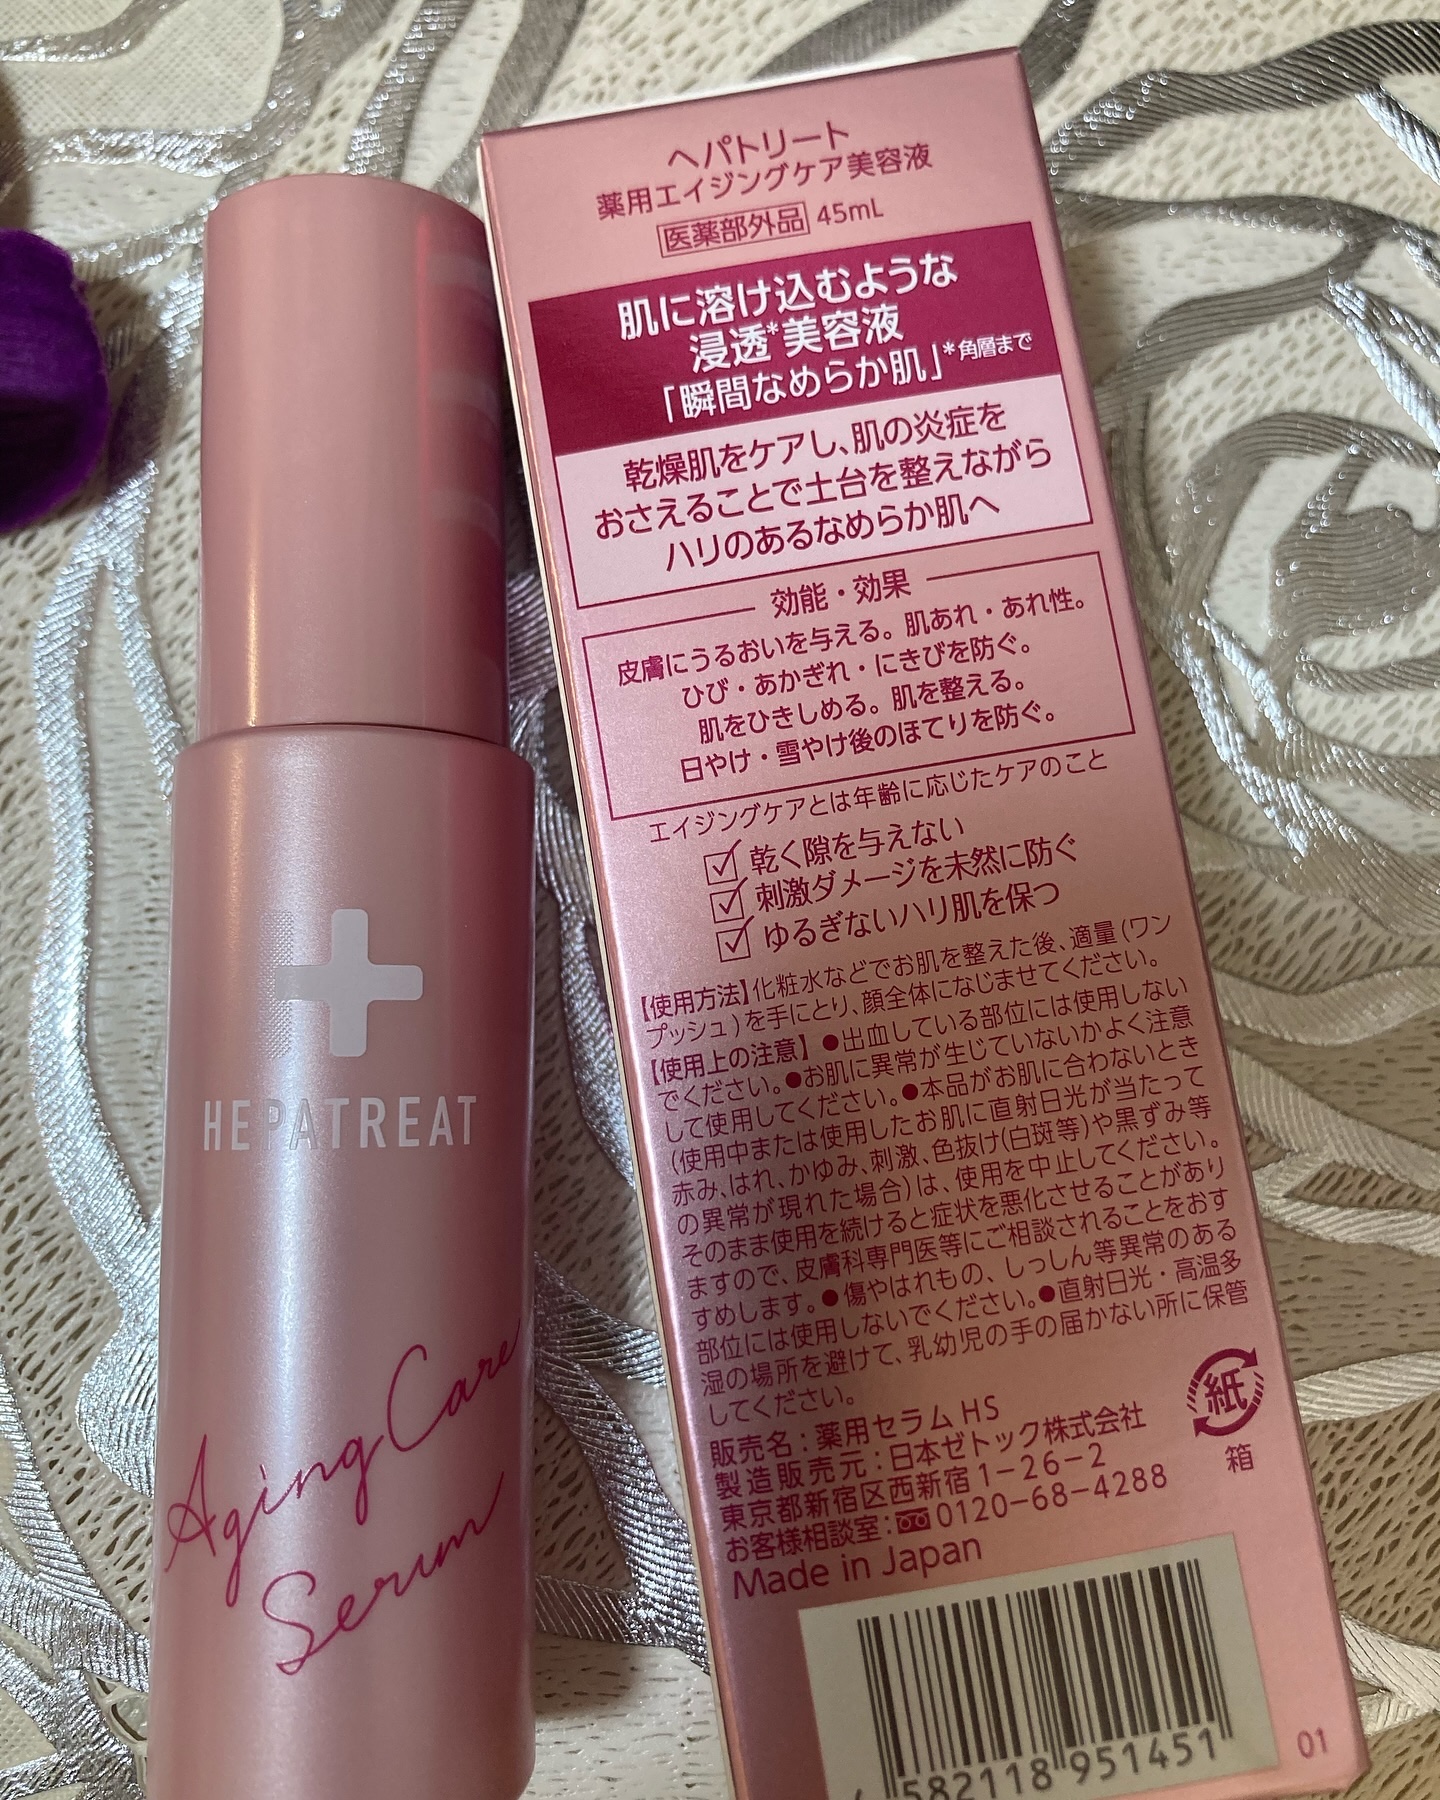 HEPATREAT
Aging Care
Serum
ヘパトリート
薬用エイジングケア美容液
医薬部外品 45mL
肌に溶け込むような
浸透*美容液
「瞬間なめらか肌」*角層まで
乾燥肌をケアし、肌の炎症を
おさえることで土台を整えながら
ハリのあるなめらか肌へ
効能・効果
皮膚にうるおいを与える。肌あれ・あれ性。
ひび・あかぎれ・にきびを防ぐ。
肌をひきしめる。肌を整える。
日やけ・雪やけ後のほてりを防ぐ。
エイジングケアとは年齢に応じたケアのこと
☑ 乾く隙を与えない
☑ 刺激ダメージを未然に防ぐ
☑ ゆるぎないハリ肌を保つ
【使用方法】化粧水などでお肌を整えた後、適量(ワン
プッシュ)を手にとり、顔全体になじませてください。
【使用上の注意】●出血している部位には使用しない
でください。●お肌に異常が生じていないかよく注意
して使用してください。●本品がお肌に合わないとき
(使用中または使用したお肌に直射日光が当たって
赤み、はれ、かゆみ、刺激、色抜け(白斑等)や黒ずみ等
の異常が現れた場合)は、使用を中止してください。
そのまま使用を続けると症状を悪化させることがあり
ますので、皮膚科専門医等にご相談されることをおす
すめします。●傷やはれもの、しっしん等異常のある
部位には使用しないでください。●直射日光・高温多
湿の場所を避けて、乳幼児の手の届かない所に保管
してください。
販売名：薬用セラム HS
製造販売元：日本ゼトック株式会社
東京都新宿区西新宿1-26-2
お客様相談室：0120-68-4288
Made in Japan
紙
箱
4 582118 951451
01